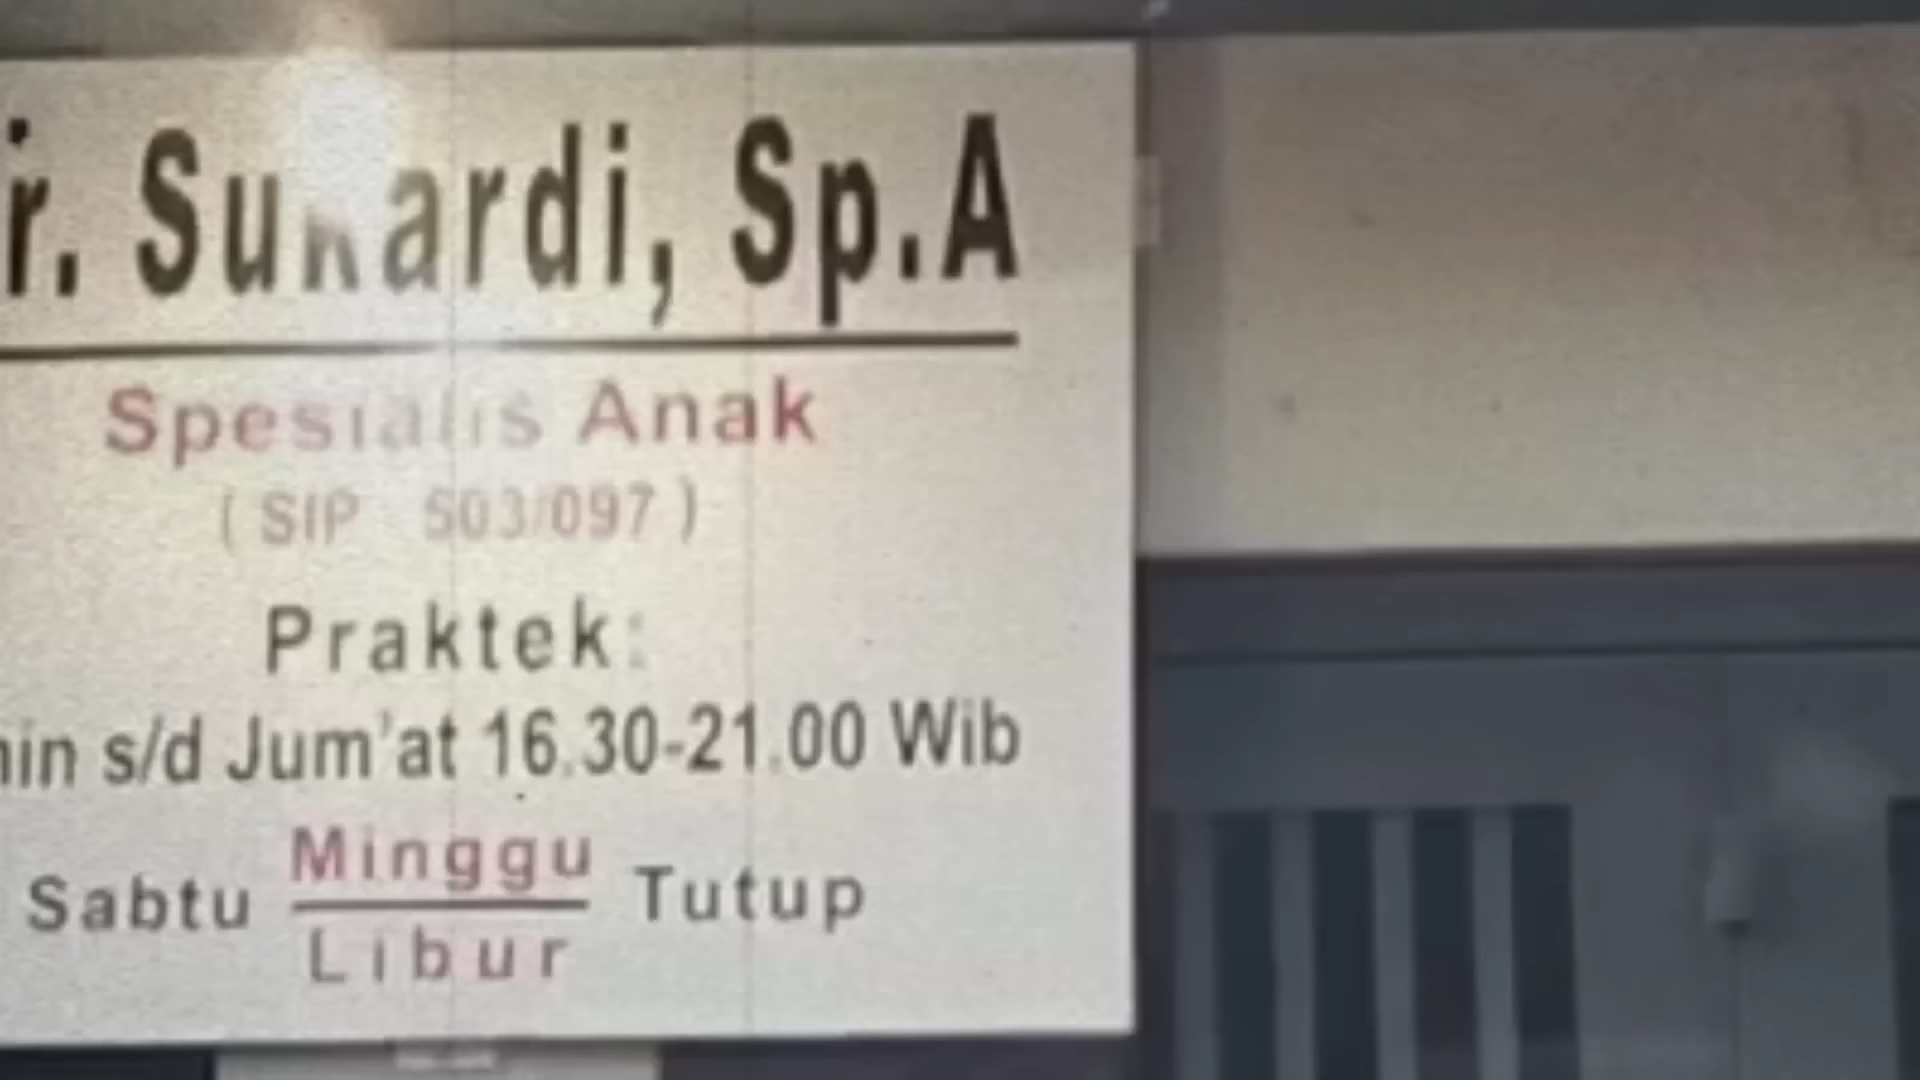 r. Sukardi, Sp.A
Spesialis Anak
( SIP 503/097 )
Praktek:
nin s/d Jum'at 16.30-21.00 Wib
Sabtu Minggu Tutup
Libur